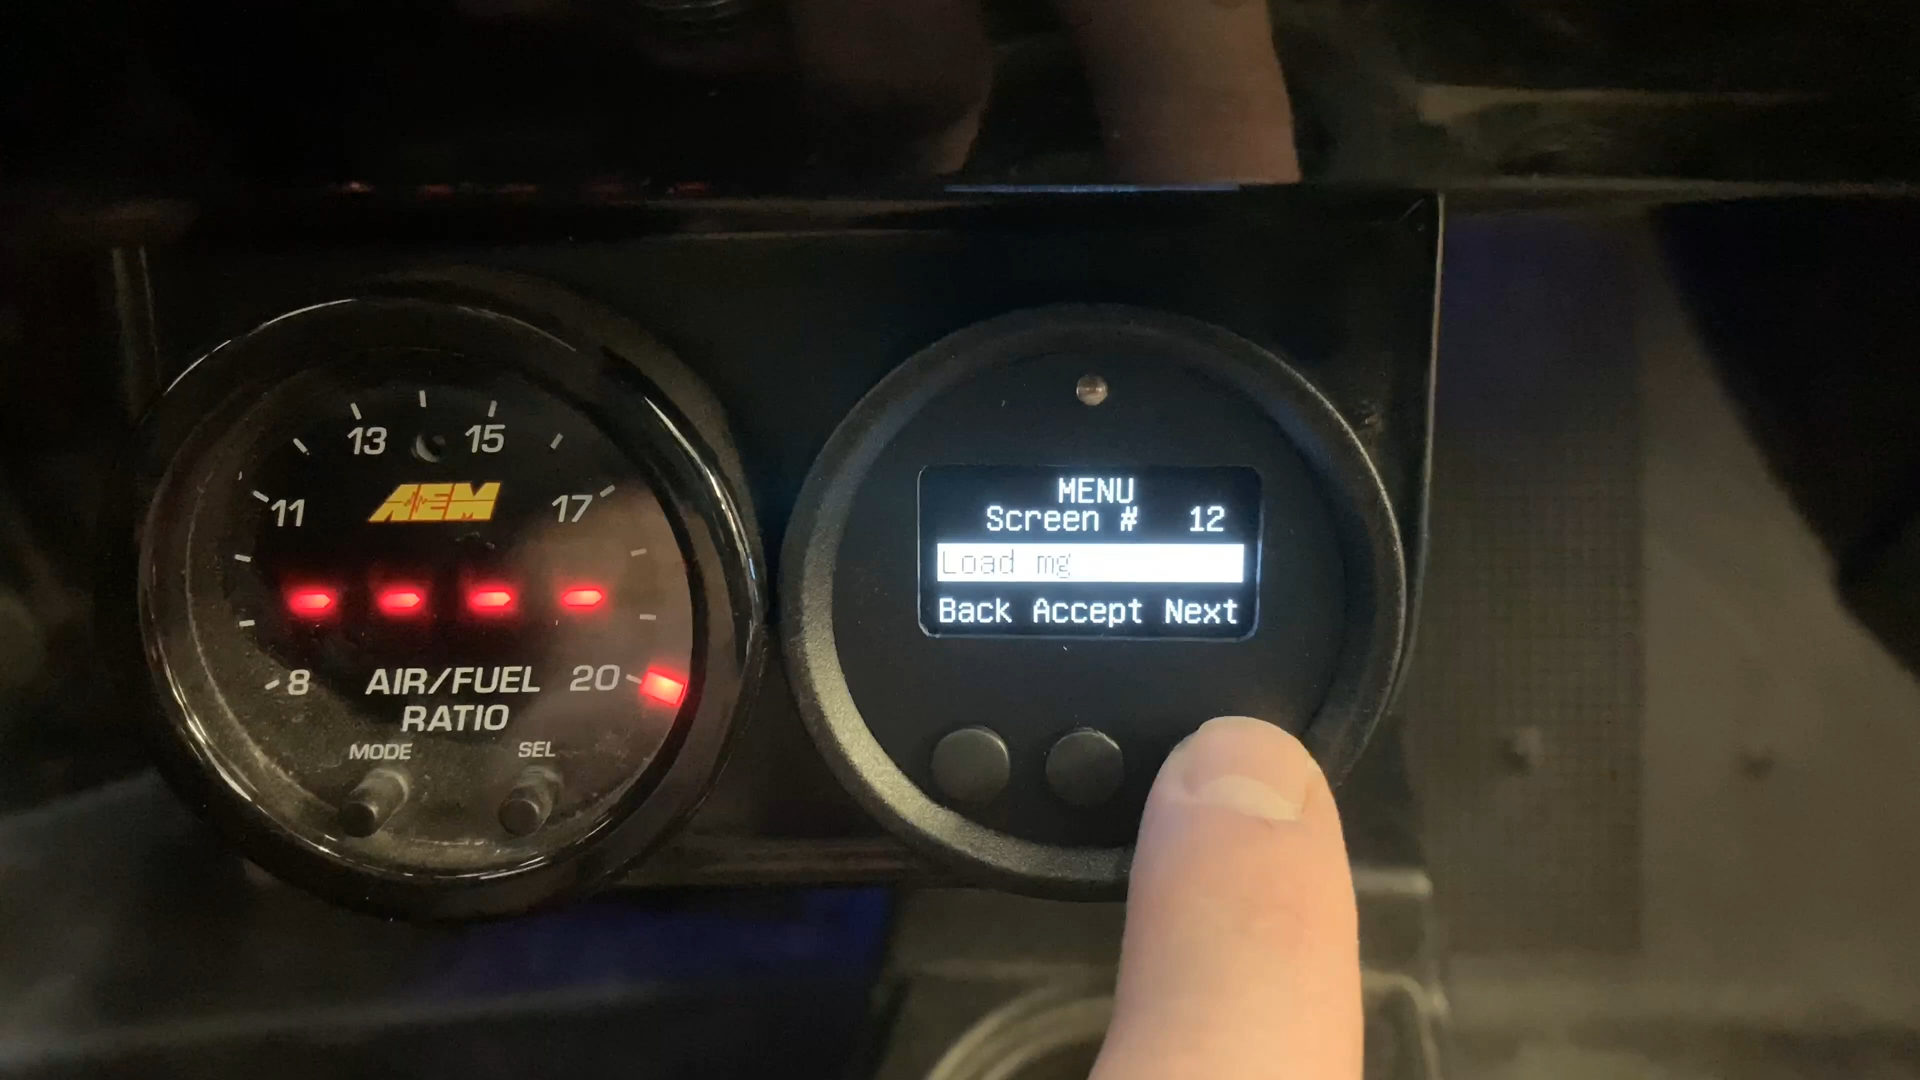 13 15
11 AEM 17
8 AIR/FUEL 20
RATIO
MODE SEL
MENU
Screen # 12
Load mg
Back Accept Next